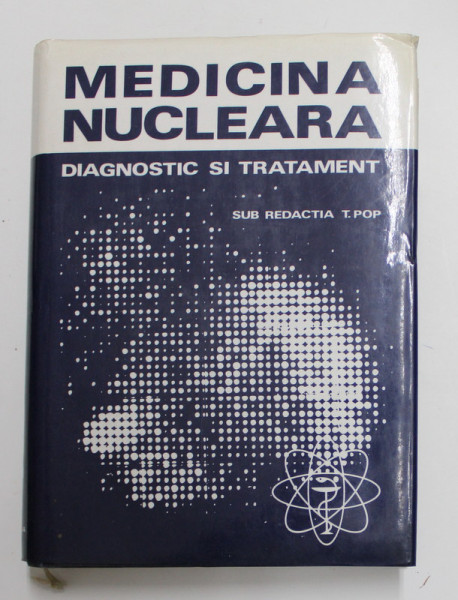 MEDICINA
NUCLEARA
DIAGNOSTIC SI TRATAMENT
SUB REDACTIA T. POP